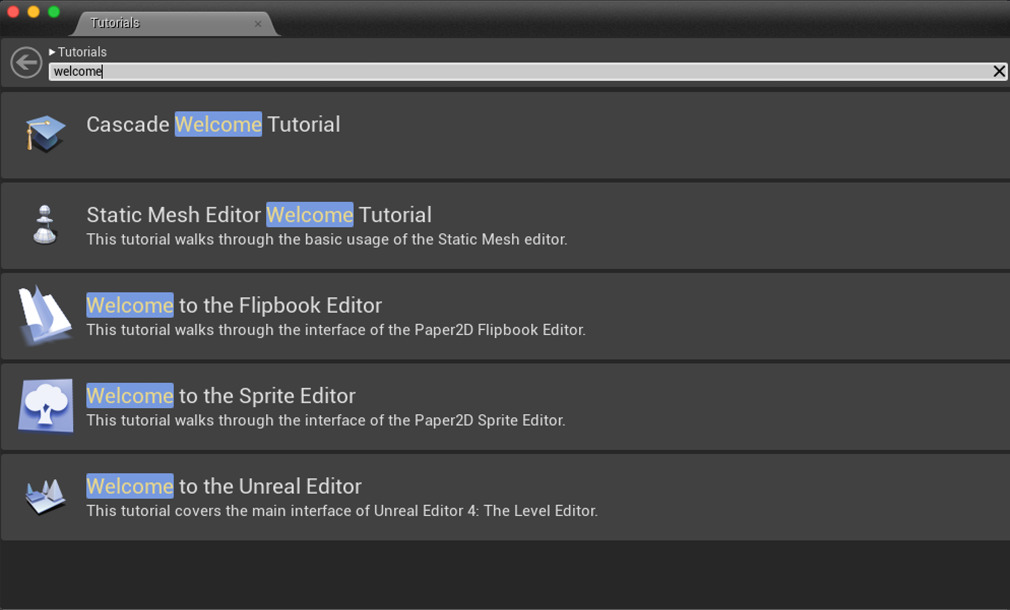 Tutorials
Tutorials
welcome
Cascade Welcome Tutorial
Static Mesh Editor Welcome Tutorial
This tutorial walks through the basic usage of the Static Mesh editor.
Welcome to the Flipbook Editor
This tutorial walks through the interface of the Paper2D Flipbook Editor.
Welcome to the Sprite Editor
This tutorial walks through the interface of the Paper2D Sprite Editor.
Welcome to the Unreal Editor
This tutorial covers the main interface of Unreal Editor 4: The Level Editor.